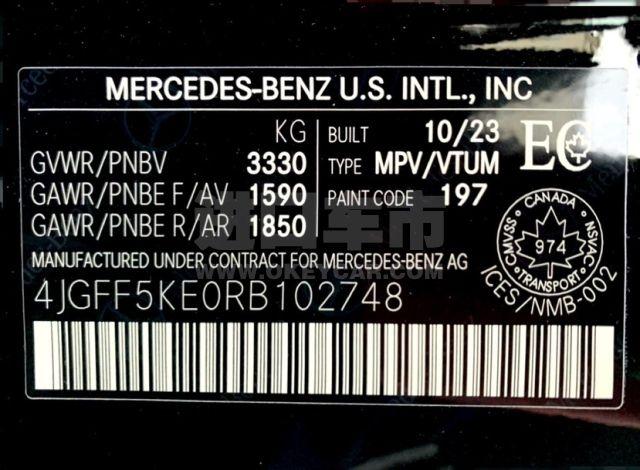 MERCEDES-BENZ U.S. INTL., INC
KG
GVWR/PNBV 3330
GAWR/PNBE F/AV 1590
GAWR/PNBE R/AR 1850
BUILT 10/23
TYPE MPV/VTUM
PAINT CODE 197
EC
MANUFACTURED UNDER CONTRACT FOR MERCEDES-BENZ AG
4JGFF5KE0RB102748
CANADA
CMVSS
NSVAC
974
TRANSPORT
ICES/NMB-002
进口车市
WWW.OKEYCAR.COM